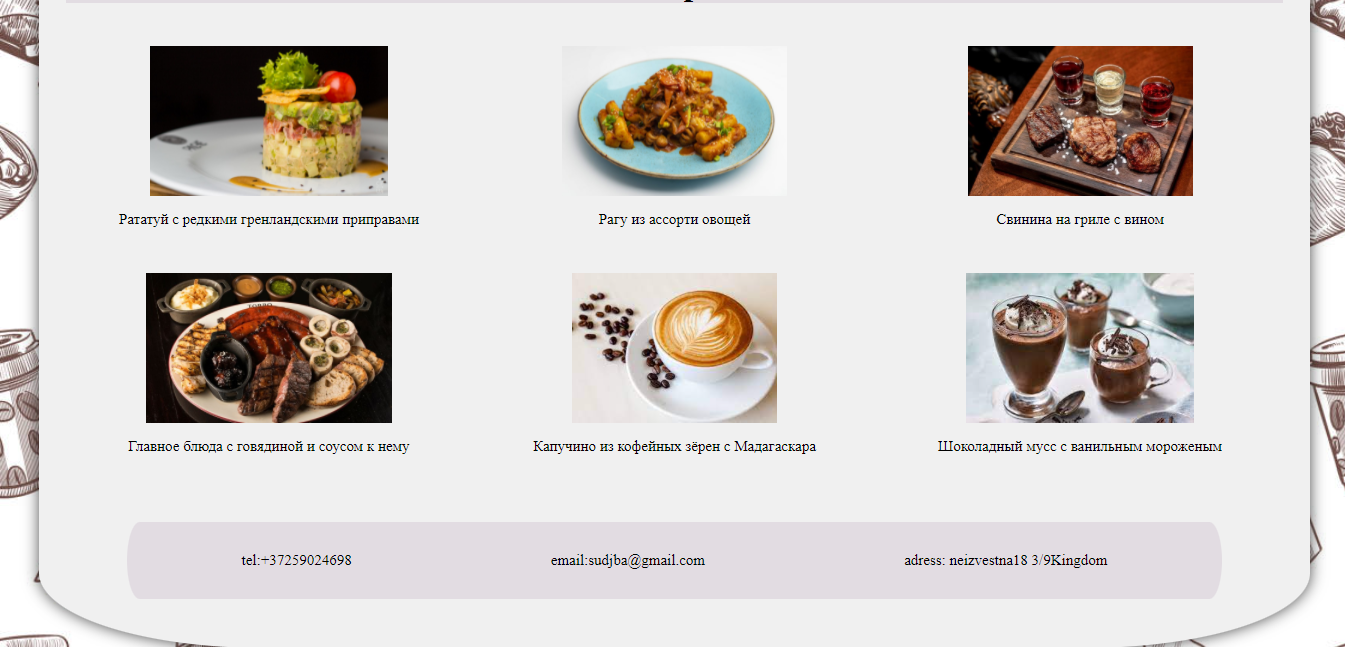 Рататуй с редкими гренландскими приправами
Рагу из ассорти овощей
Свинина на гриле с вином
Главное блюда с говядиной и соусом к нему
Капучино из кофейных зёрен с Мадагаскара
Шоколадный мусс с ванильным мороженым
tel:+37259024698
email:sudjba@gmail.com
adress: neizvestna18 3/9Kingdom